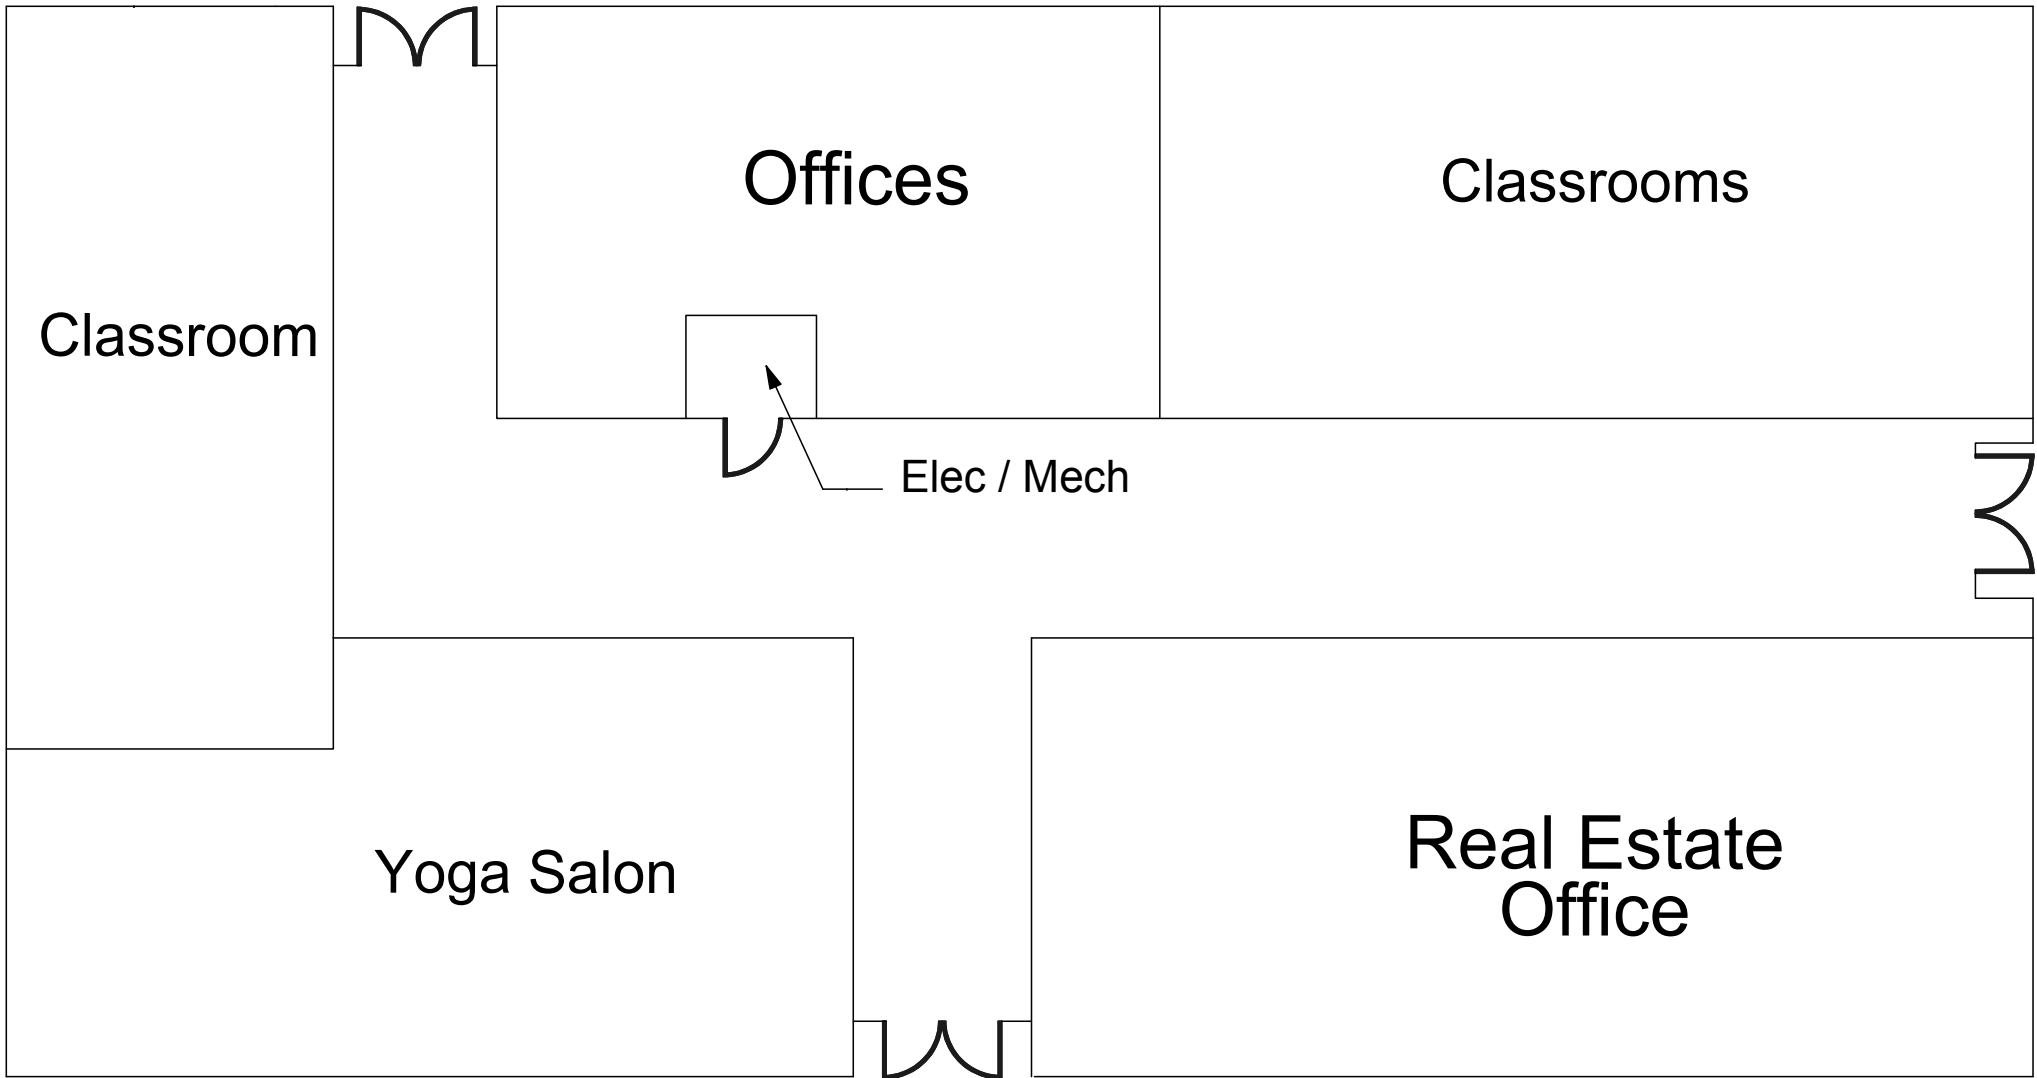 Offices
Classrooms
Classroom
Elec / Mech
Yoga Salon
Real Estate
Office